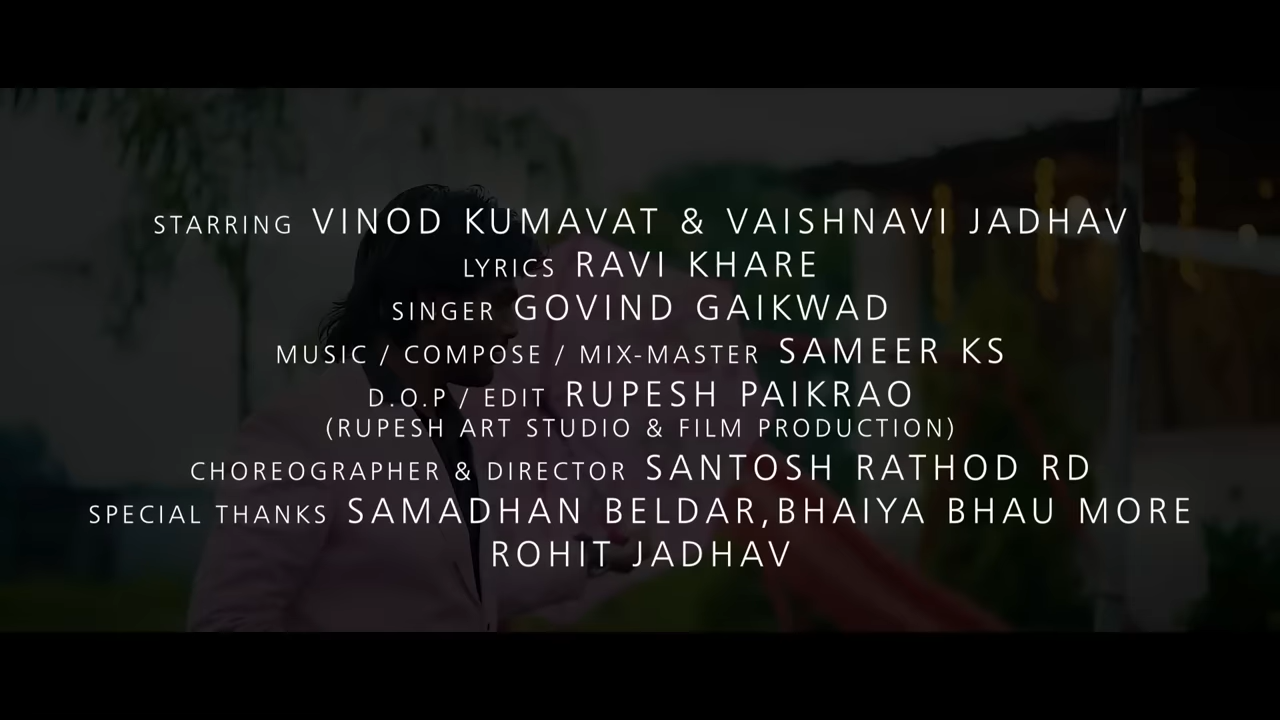 STARRING VINOD KUMAVAT & VAISHNAVI JADHAV
LYRICS RAVI KHARE
SINGER GOVIND GAIKWAD
MUSIC / COMPOSE / MIX-MASTER SAMEER KS
D.O.P / EDIT RUPESH PAIKRAO
(RUPESH ART STUDIO & FILM PRODUCTION)
CHOREOGRAPHER & DIRECTOR SANTOSH RATHOD RD
SPECIAL THANKS SAMADHAN BELDAR,BHAIYA BHAU MORE
ROHIT JADHAV